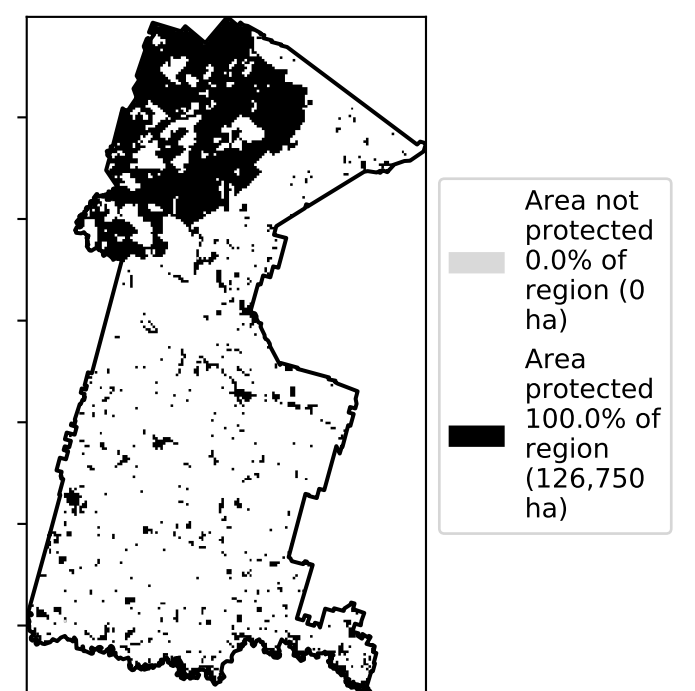 Area not
protected
0.0% of
region (0
ha)
Area
protected
100.0% of
region
(126,750
ha)